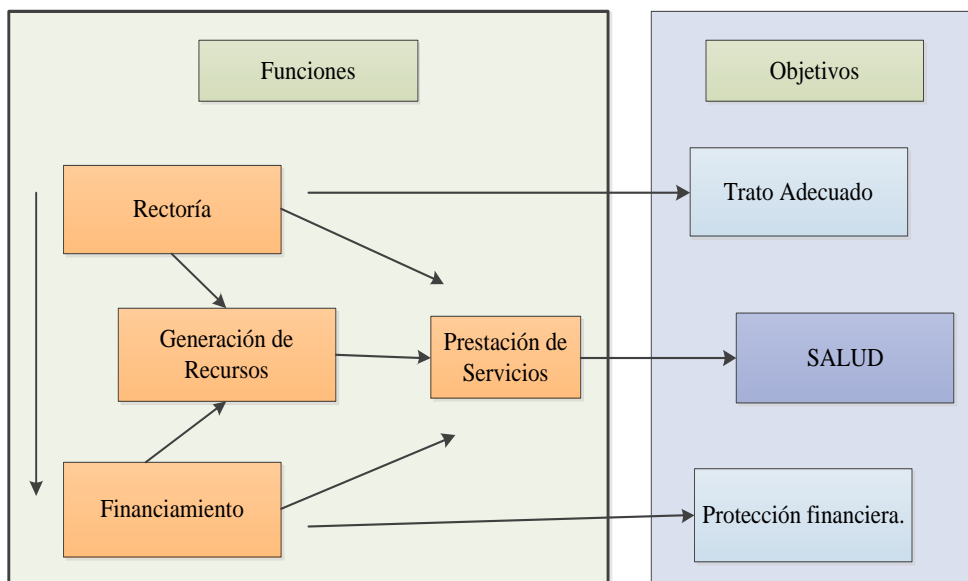 Funciones
Objetivos
Rectoría
Trato Adecuado
Generación de
Recursos
Prestación de
Servicios
SALUD
Financiamiento
Protección financiera.